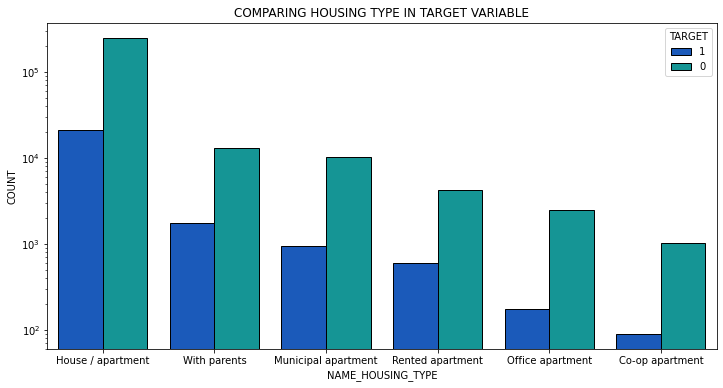 COMPARING HOUSING TYPE IN TARGET VARIABLE
TARGET
1
0
10^5
10^4
10^3
10^2
COUNT
House / apartment
With parents
Municipal apartment
Rented apartment
Office apartment
Co-op apartment
NAME_HOUSING_TYPE